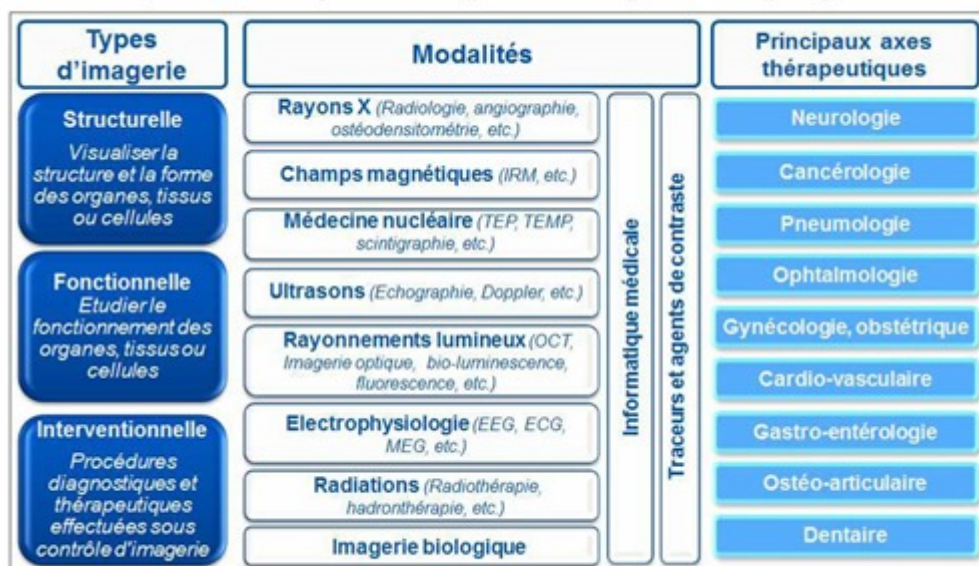 Types
d'imagerie
Modalités
Principaux axes
thérapeutiques
Structurelle
Visualiser la
structure et la forme
des organes, tissus
ou cellules
Fonctionnelle
Etudier le
fonctionnement des
organes, tissus ou
cellules
Interventionnelle
Procédures
diagnostiques et
thérapeutiques
effectuées sous
contrôle d'imagerie
Rayons X (Radiologie, angiographie,
ostéodensitométrie, etc.)
Champs magnétiques (IRM, etc.)
Médecine nucléaire (TEP, TEMP,
scintigraphie, etc.)
Ultrasons (Echographie, Doppler, etc.)
Rayonnements lumineux (OCT,
Imagerie optique, bio-luminescence,
fluorescence, etc.)
Electrophysiologie (EEG, ECG,
MEG, etc.)
Radiations (Radiothérapie,
hadronthérapie, etc.)
Imagerie biologique
Informatique médicale
Traceurs et agents de contraste
Neurologie
Cancérologie
Pneumologie
Ophtalmologie
Gynécologie, obstétrique
Cardio-vasculaire
Gastro-entérologie
Ostéo-articulaire
Dentaire